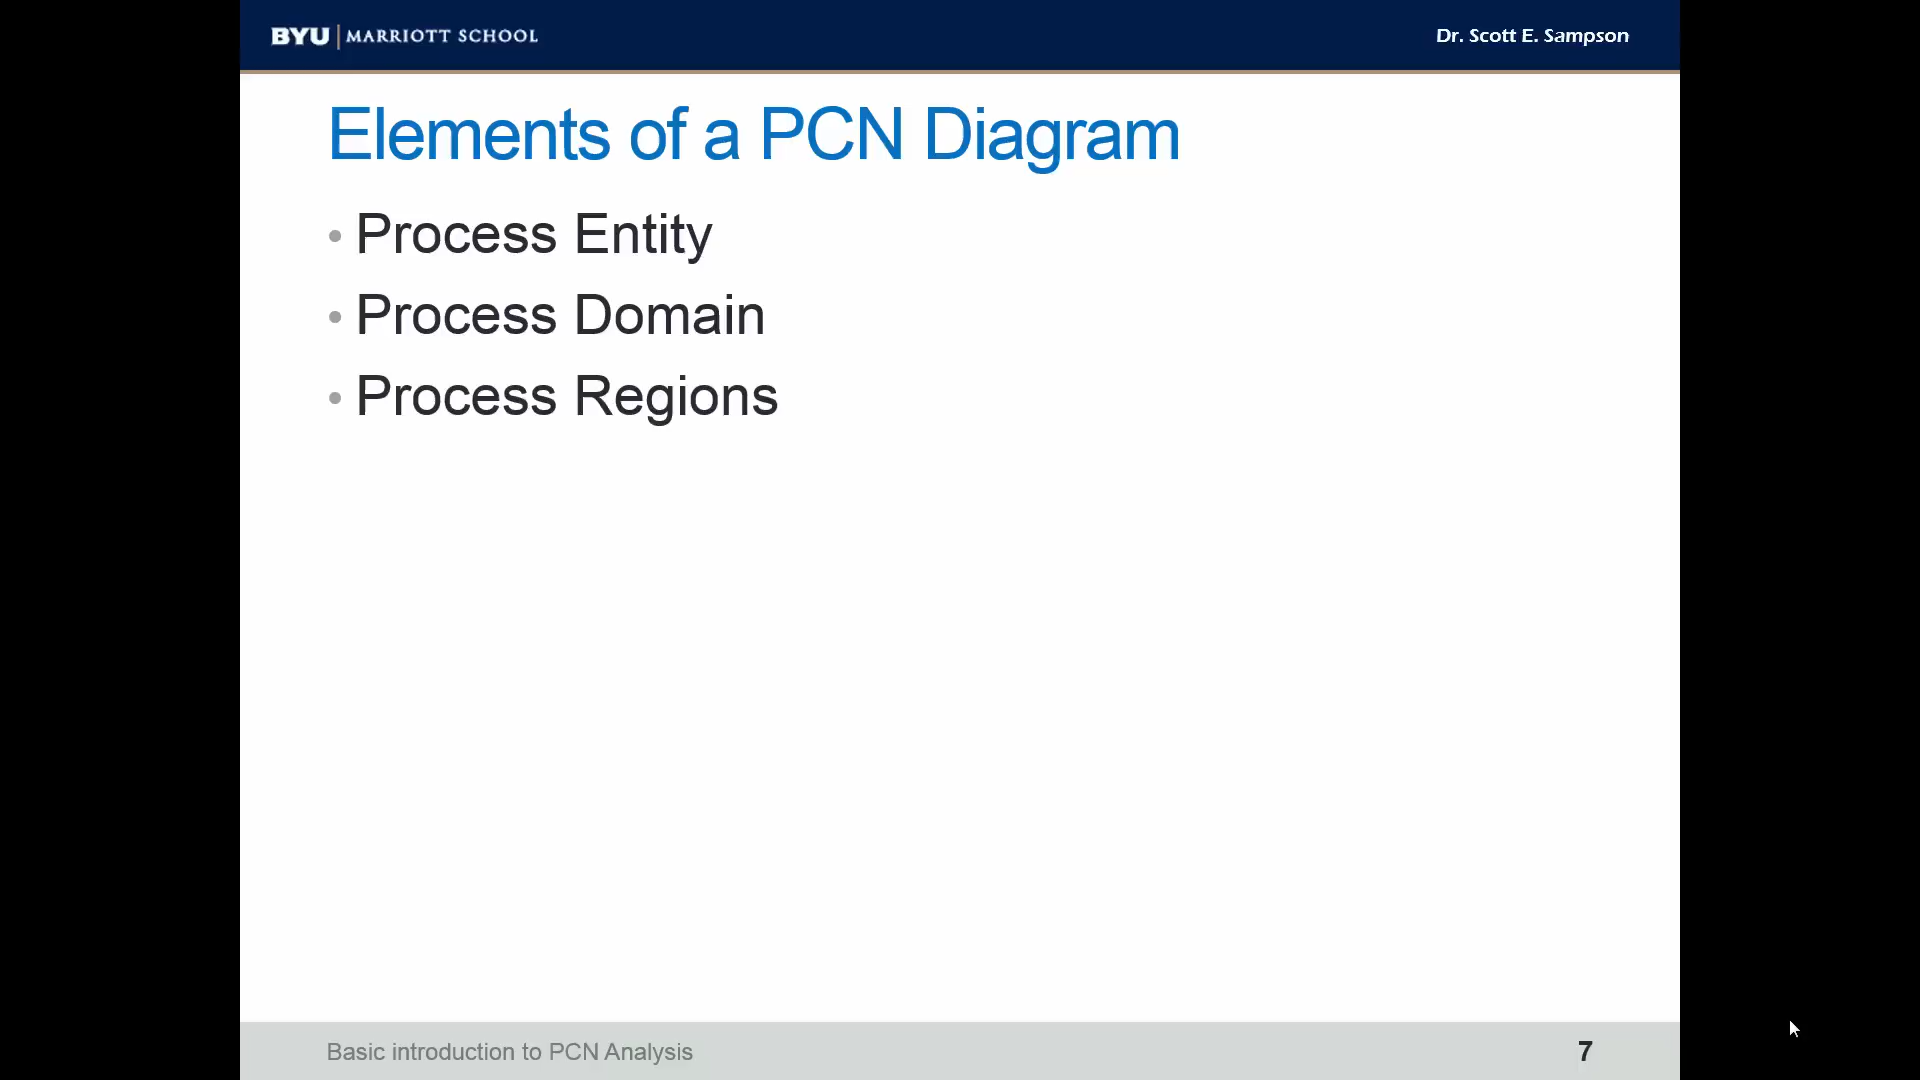 BYU | MARRIOTT SCHOOL
Dr. Scott E. Sampson
Elements of a PCN Diagram
• Process Entity
• Process Domain
• Process Regions
Basic introduction to PCN Analysis
7